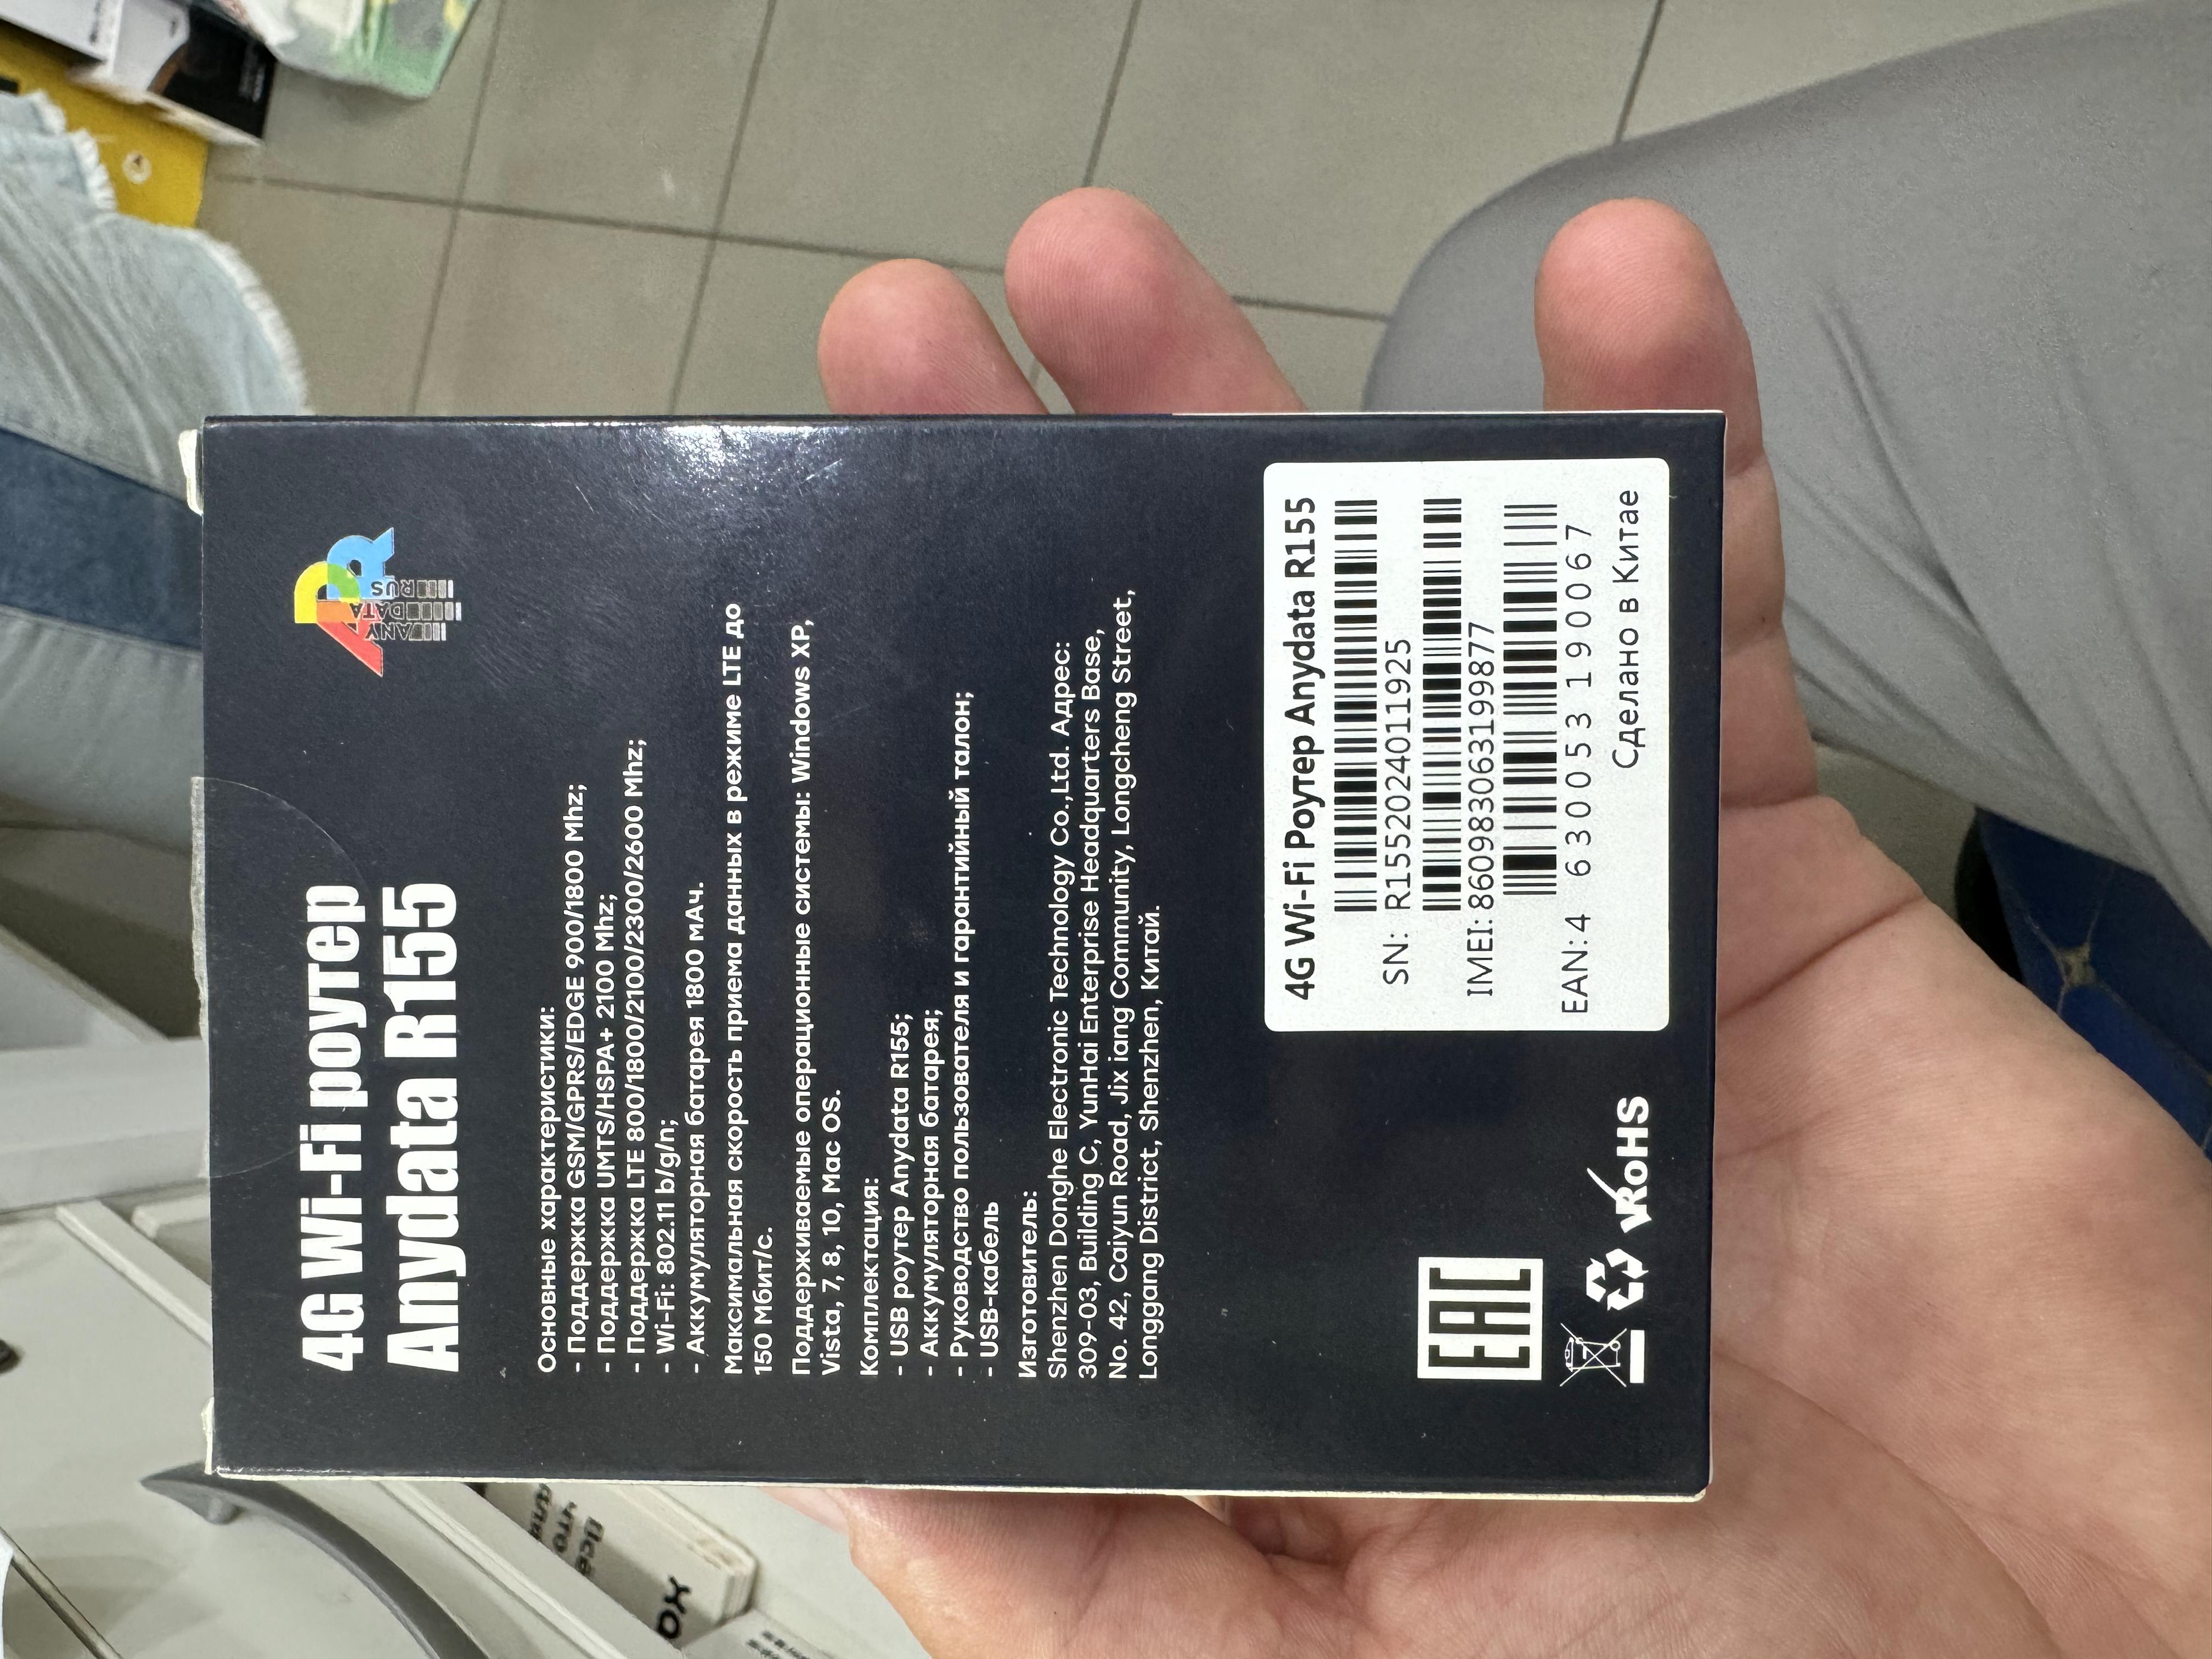 4G Wi-Fi роутер
Anydata R155
APR
ANY DATA RUS
Основные характеристики:
- Поддержка GSM/GPRS/EDGE 900/1800 Mhz;
- Поддержка UMTS/HSPA+ 2100 Mhz;
- Поддержка LTE 800/1800/2100/2300/2600 Mhz;
- Wi-Fi: 802.11 b/g/n;
- Аккумуляторная батарея 1800 мАч.
Максимальная скорость приема данных в режиме LTE до
150 Мбит/с.
Поддерживаемые операционные системы: Windows XP,
Vista, 7, 8, 10, Mac OS.
Комплектация:
- USB роутер Anydata R155;
- Аккумуляторная батарея;
- Руководство пользователя и гарантийный талон;
- USB-кабель
Изготовитель:
Shenzhen Donghe Electronic Technology Co.,Ltd. Адрес:
309-03, Building C, YunHai Enterprise Headquarters Base,
No. 42, Caiyun Road, Jix iang Community, Longcheng Street,
Longgang District, Shenzhen, Китай.
EAC
RoHS
4G Wi-Fi Роутер Anydata R155
SN: R155202401​1925
IMEI: 860983063199877
EAN: 4 630053 190067
Сделано в Китае